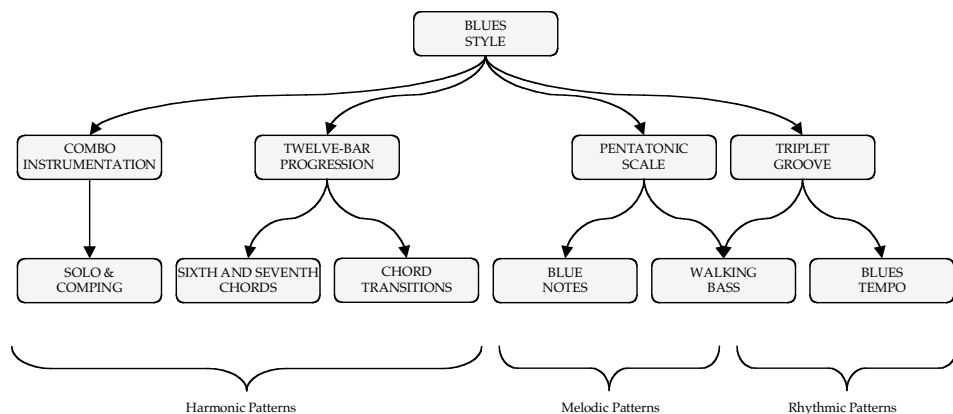 BLUES
STYLE
COMBO
INSTRUMENTATION
TWELVE-BAR
PROGRESSION
PENTATONIC
SCALE
TRIPLET
GROOVE
SOLO &
COMPING
SIXTH AND SEVENTH
CHORDS
CHORD
TRANSITIONS
BLUE
NOTES
WALKING
BASS
BLUES
TEMPO
Harmonic Patterns
Melodic Patterns
Rhythmic Patterns